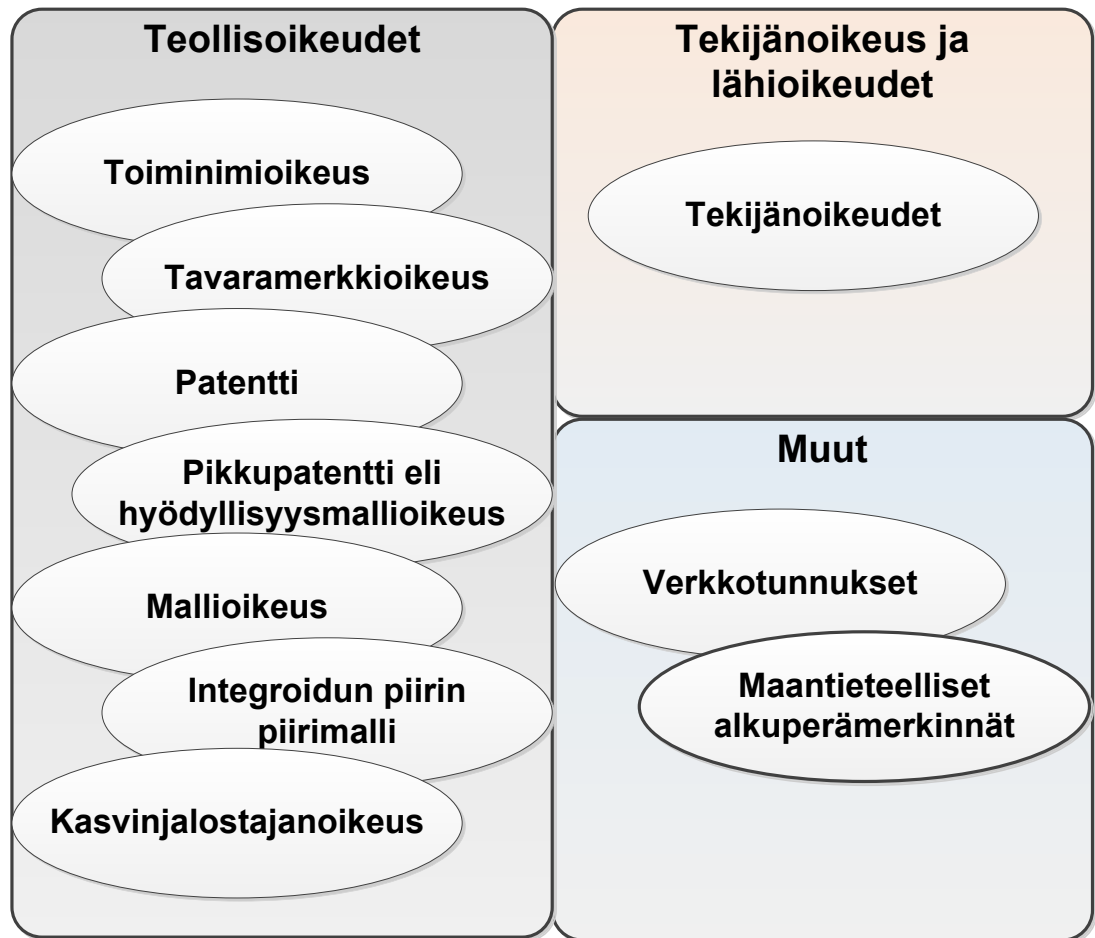 Teollisoikeudet
Toiminimioikeus
Tavaramerkkioikeus
Patentti
Pikkupatentti eli
hyödyllisyysmallioikeus
Mallioikeus
Integroidun piirin
piirimalli
Kasvinjalostajanoikeus
Tekijänoikeus ja
lähioikeudet
Tekijänoikeudet
Muut
Verkkotunnukset
Maantieteelliset
alkuperämerkinnät